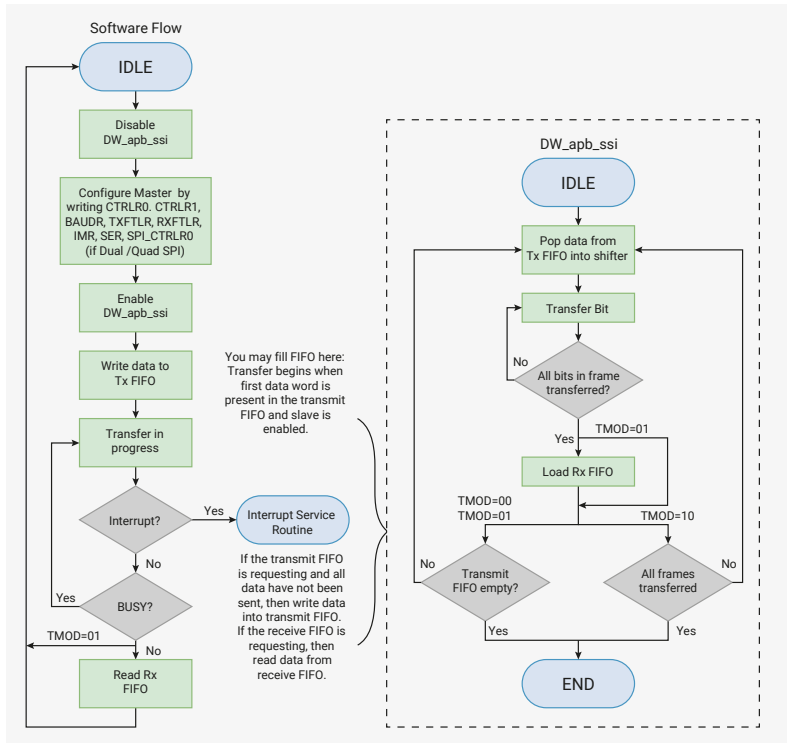 Software Flow
IDLE
Disable
DW_apb_ssi
Configure Master by
writing CTRLR0. CTRLR1,
BAUDR, TXFTLR, RXFTLR,
IMR, SER, SPI_CTRLR0
(if Dual /Quad SPI)
Enable
DW_apb_ssi
Write data to
Tx FIFO
Transfer in
progress
Interrupt?
Yes
Interrupt Service
Routine
No
Yes
BUSY?
TMOD=01
No
Read Rx
FIFO
You may fill FIFO here:
Transfer begins when
first data word is
present in the transmit
FIFO and slave is
enabled.
If the transmit FIFO
is requesting and all
data have not been
sent, then write data
into transmit FIFO.
If the receive FIFO is
requesting, then
read data from
receive FIFO.
DW_apb_ssi
IDLE
Pop data from
Tx FIFO into shifter
Transfer Bit
No
All bits in frame
transferred?
Yes
TMOD=01
Load Rx FIFO
TMOD=00
TMOD=01
TMOD=10
No
Transmit
FIFO empty?
All frames
transferred
No
Yes
Yes
END